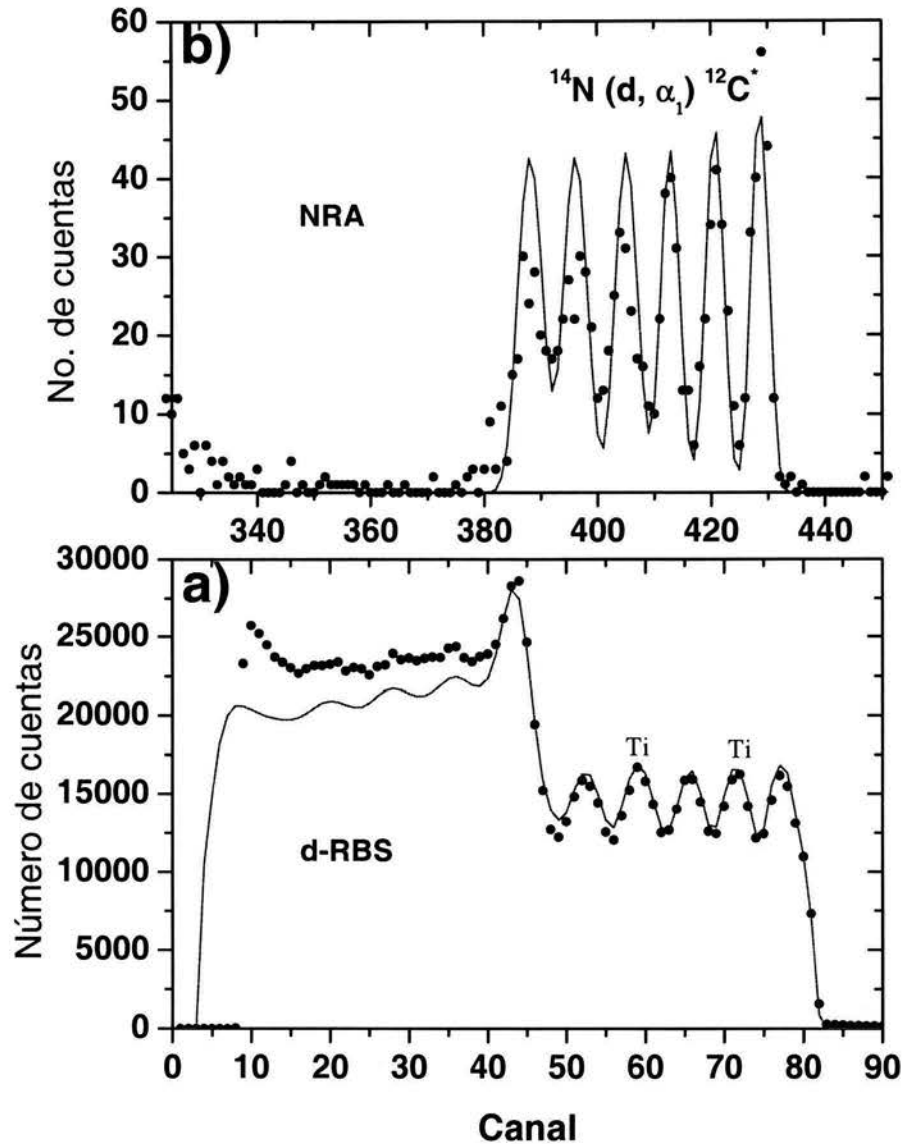 b)
¹⁴N (d, α₁) ¹²C*
NRA
No. de cuentas
60
50
40
30
20
10
0
340 360 380 400 420 440
a)
Ti Ti
d-RBS
Número de cuentas
30000
25000
20000
15000
10000
5000
0
0 10 20 30 40 50 60 70 80 90
Canal